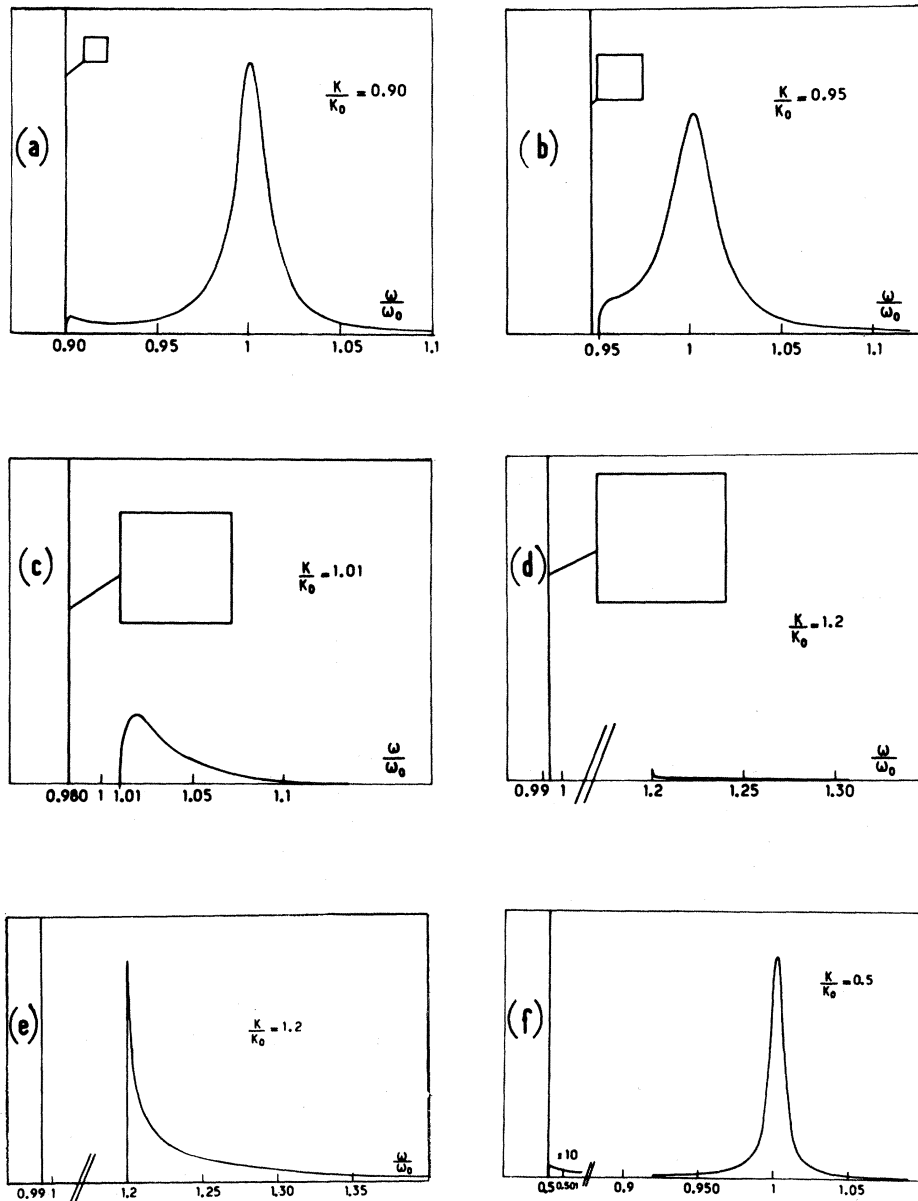 (a)
K/K₀ = 0.90
ω/ω₀
0.90 0.95 1 1.05 1.1
(b)
K/K₀ = 0.95
ω/ω₀
0.95 1 1.05 1.1
(c)
K/K₀ = 1.01
ω/ω₀
1 1.01 1.05 1.1
(d)
K/K₀ = 1.2
ω/ω₀
0.99 1 1.2 1.25 1.30
(e)
K/K₀ = 1.2
ω/ω₀
0.99 1 1.2 1.25 1.30 1.35
(f)
K/K₀ = 0.5
0.5 0.501 0.9 0.950 1 1.05